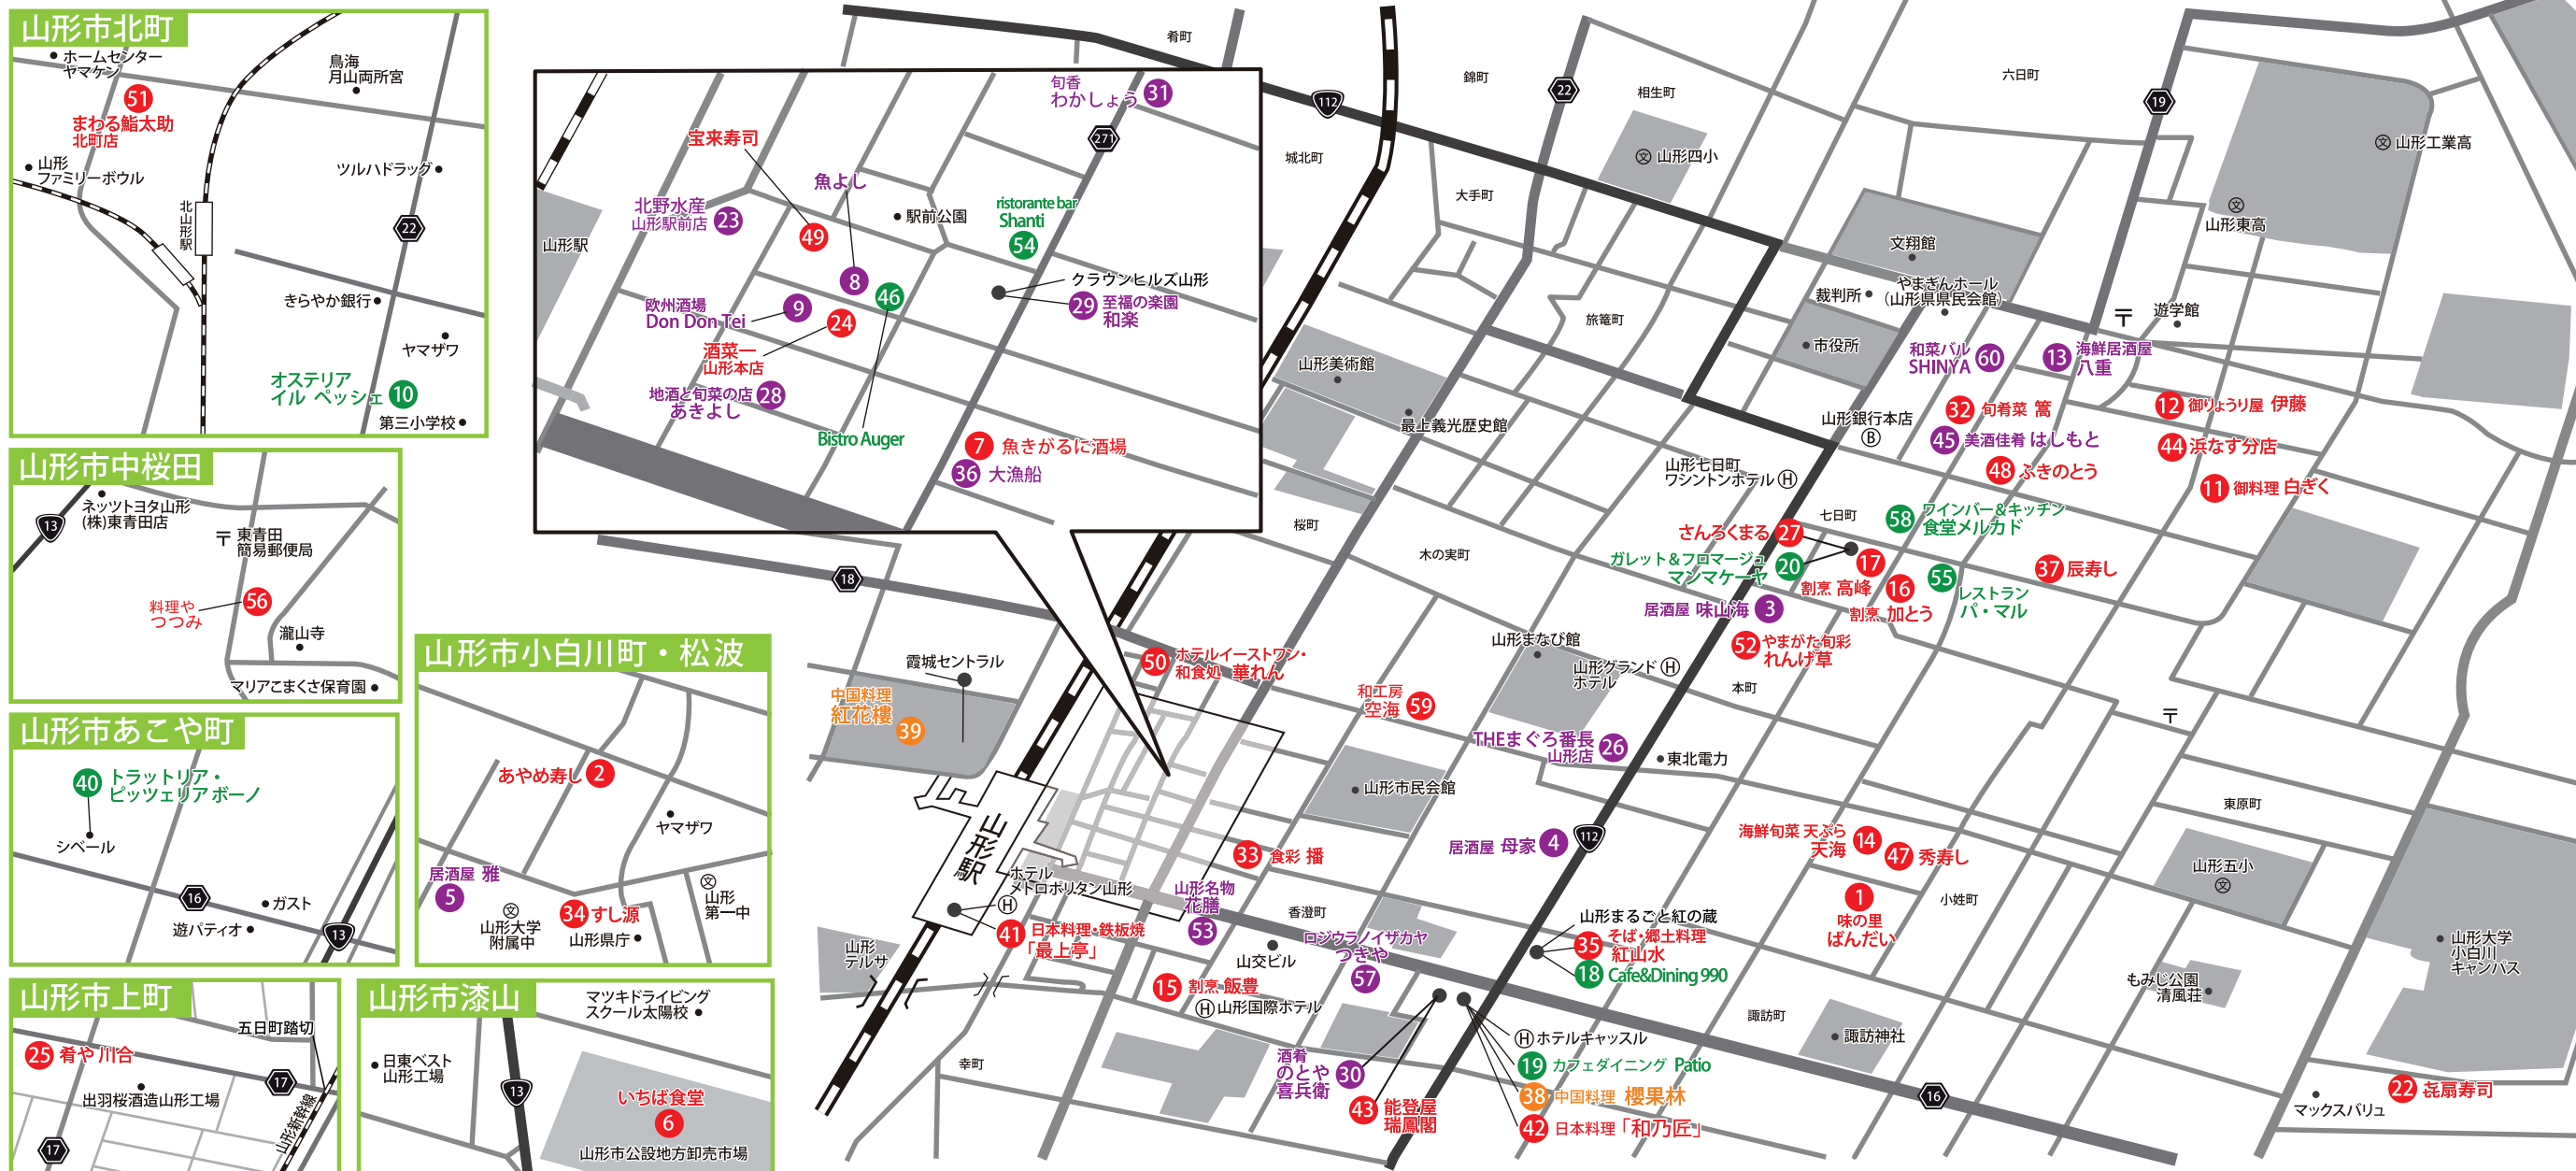 山形市北町
ホームセンター
ヤマケン
鳥海
月山両所宮
51
まわる鮨太助
北町店
山形
ファミリーボウル
ツルハドラッグ
北山形駅
22
きらやか銀行
ヤマザワ
オステリア
イル ペッシェ
10
第三小学校
山形市中桜田
ネッツトヨタ山形
(株)東青田店
13
〒 東青田
簡易郵便局
料理や
つつみ
56
瀧山寺
マリアこまくさ保育園
山形市あこや町
40
トラットリア・
ピッツェリア ボーノ
シベール
16
ガスト
遊パティオ
13
山形市小白川町・松波
あやめ寿し 2
ヤマザワ
居酒屋 雅
5
文
山形大学
附属中
34 すし源
山形県庁
文
山形
第一中
山形市上町
五日町踏切
25 肴や 川合
17
出羽桜酒造山形工場
山形新幹線
17
山形市漆山
マツキドライビング
スクール太陽校
日東ベスト
山形工場
13
いちば食堂
6
山形市公設地方卸売市場
旬香
わかしょう 31
271
宝来寿司
49
魚よし
8
北野水産
山形駅前店 23
駅前公園
ristorante bar
Shanti
54
山形駅
クラウンヒルズ山形
29 至福の楽園
和楽
欧州酒場
Don Don Tei
9
46
24
酒菜一
山形本店
地酒と旬菜の店
あきよし
28
Bistro Auger
7 魚きがるに酒場
36 大漁船
肴町
112
錦町
22
相生町
六日町
19
城北町
文 山形四小
文 山形工業高
大手町
文
山形東高
文翔館
やまぎんホール
(山形県県民会館)
裁判所
旅篭町
市役所
〒
遊学館
山形美術館
和菜バル
SHINYA 60
13 海鮮居酒屋
八重
最上義光歴史館
山形銀行本店
B
32 旬肴菜 篙
12 御りょうり屋 伊藤
45 美酒佳肴 はしもと
44 浜なす分店
48 ふきのとう
11 御料理 白ぎく
山形七日町
ワシントンホテル H
桜町
七日町
58 ワインバー＆キッチン
食堂メルカド
さんろくまる 27
木の実町
ガレット＆フロマージュ
マンマケーヤ 20
17
割烹 高峰
16
割烹 加とう
55
レストラン
パ・マル
37 辰寿し
18
居酒屋 味山海 3
52 やまがた旬彩
れんげ草
山形まなび館
山形グランド H
ホテル
本町
霞城セントラル
50 ホテルイーストワン・
和食処 華れん
中国料理
紅花樓
39
和工房
空海 59
〒
THEまぐろ番長
山形店 26
東北電力
山形市民会館
東原町
山形駅
33 食彩 播
居酒屋 母家 4
112
海鮮旬菜 天ぷら
天海
14
47 秀寿し
山形五小
文
ホテル
メトロポリタン山形
H
山形名物
花膳
53
41 日本料理・鉄板焼
「最上亭」
1
味の里
ばんだい
小姓町
香澄町
山形まるごと紅の蔵
35 そば・郷土料理
紅山水
18 Cafe&Dining 990
山形
テルサ
山交ビル
ロジウラノイザカヤ
つきや
57
山形大学
小白川
キャンパス
15 割烹 飯豊
H 山形国際ホテル
もみじ公園
清風荘
諏訪町
諏訪神社
幸町
H ホテルキャッスル
19 カフェダイニング Patio
38 中国料理 櫻果林
42 日本料理「和乃匠」
酒肴
のとや
喜兵衛
30
43 能登屋
瑞鳳閣
16
マックスバリュ
22 㐂扇寿司